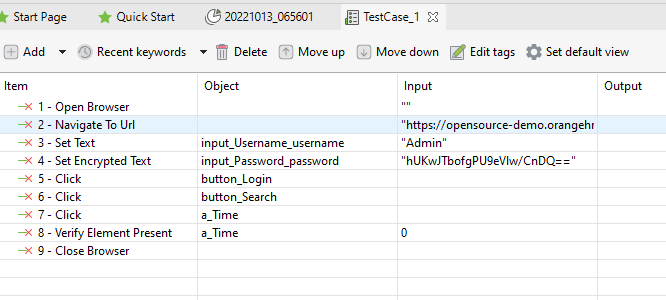 Start Page Quick Start 20221013_065601 TestCase_1
Add Recent keywords Delete Move up Move down Edit tags Set default view
Item Object Input Output
1 - Open Browser ""
2 - Navigate To Url "https://opensource-demo.orangehr
3 - Set Text input_Username_username "Admin"
4 - Set Encrypted Text input_Password_password "hUKwJTbofgPU9eVlw/CnDQ=="
5 - Click button_Login
6 - Click button_Search
7 - Click a_Time
8 - Verify Element Present a_Time 0
9 - Close Browser